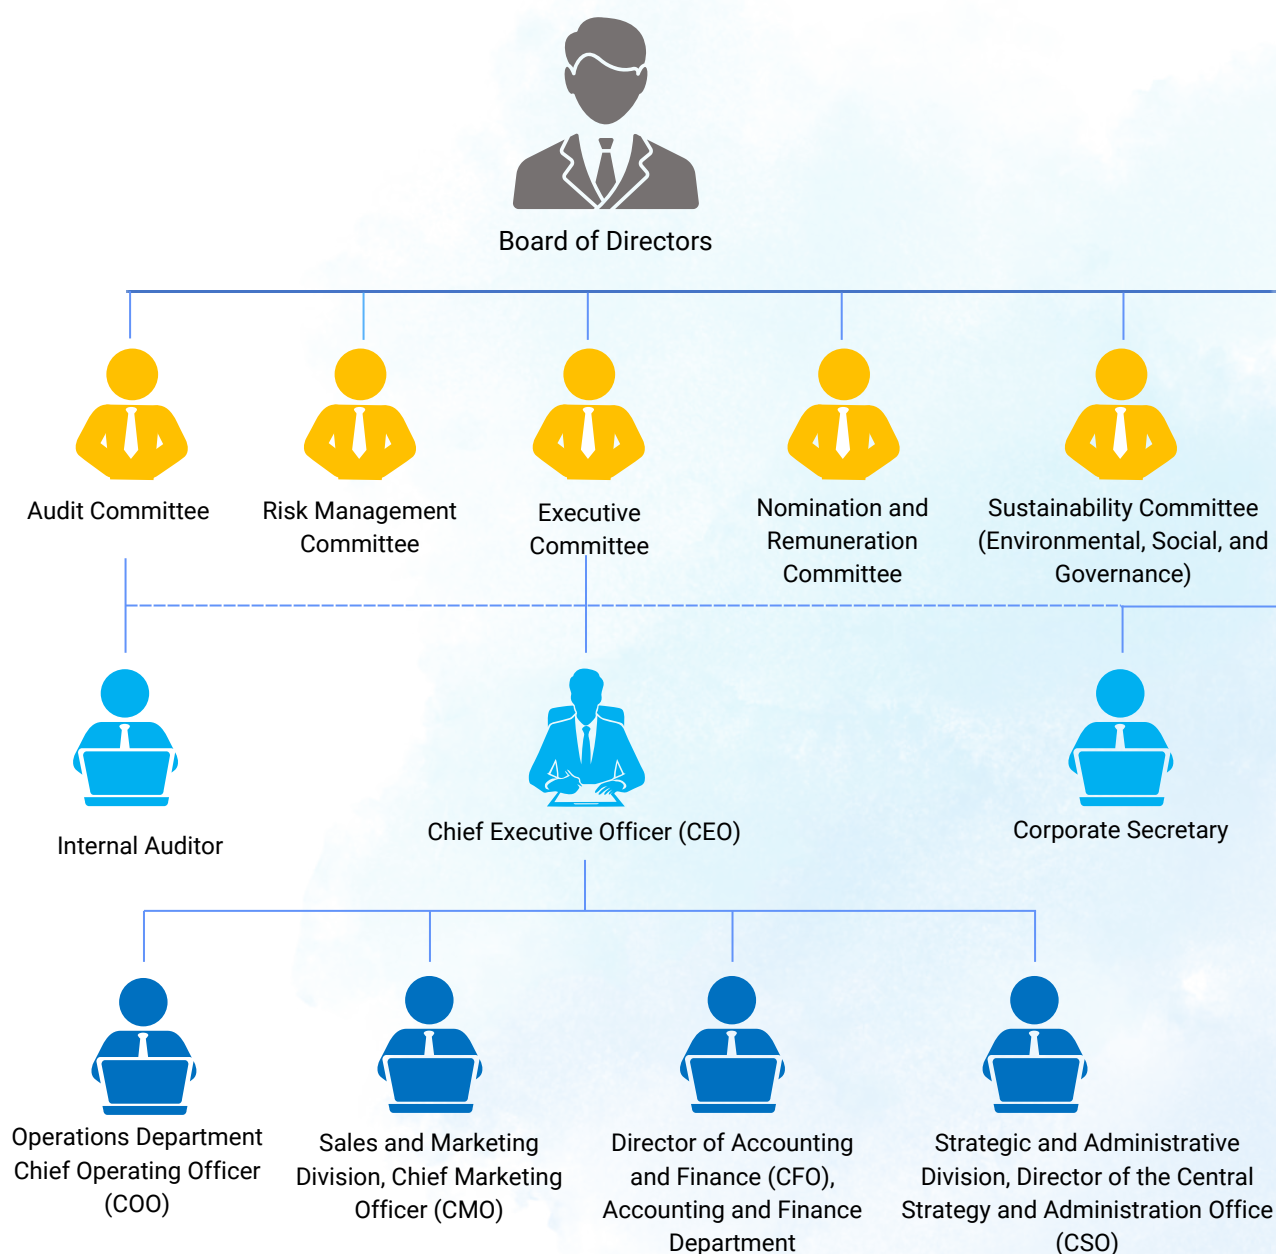 Board of Directors
Audit Committee
Risk Management
Committee
Executive
Committee
Nomination and
Remuneration
Committee
Sustainability Committee
(Environmental, Social, and
Governance)
Internal Auditor
Chief Executive Officer (CEO)
Corporate Secretary
Operations Department
Chief Operating Officer
(COO)
Sales and Marketing
Division, Chief Marketing
Officer (CMO)
Director of Accounting
and Finance (CFO),
Accounting and Finance
Department
Strategic and Administrative
Division, Director of the Central
Strategy and Administration Office
(CSO)